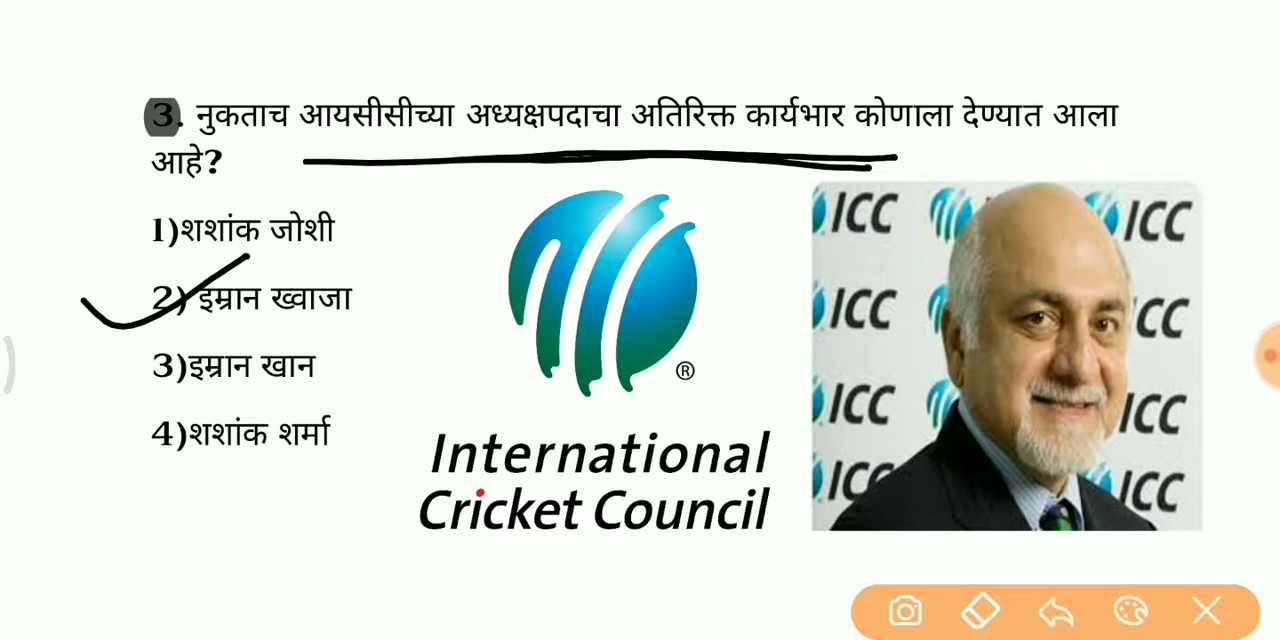 3. नुकताच आयसीसीच्या अध्यक्षपदाचा अतिरिक्त कार्यभार कोणाला देण्यात आला
आहे?
1)शशांक जोशी
2) इम्रान ख्वाजा
3)इम्रान खान
4)शशांक शर्मा
®
International
Cricket Council
ICC
ICC
ICC
ICC
ICC
ICC
ICC
ICC